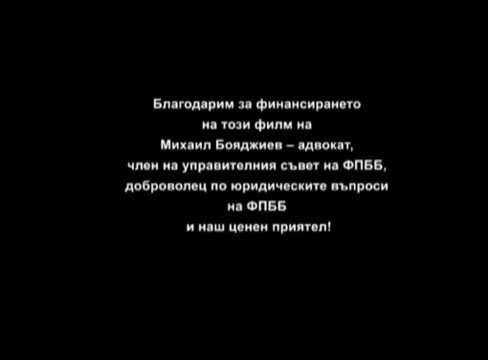 Благодарим за финансирането
на този филм на
Михаил Бояджиев – адвокат,
член на управителния съвет на ФПББ,
доброволец по юридическите въпроси
на ФПББ
и наш ценен приятел!